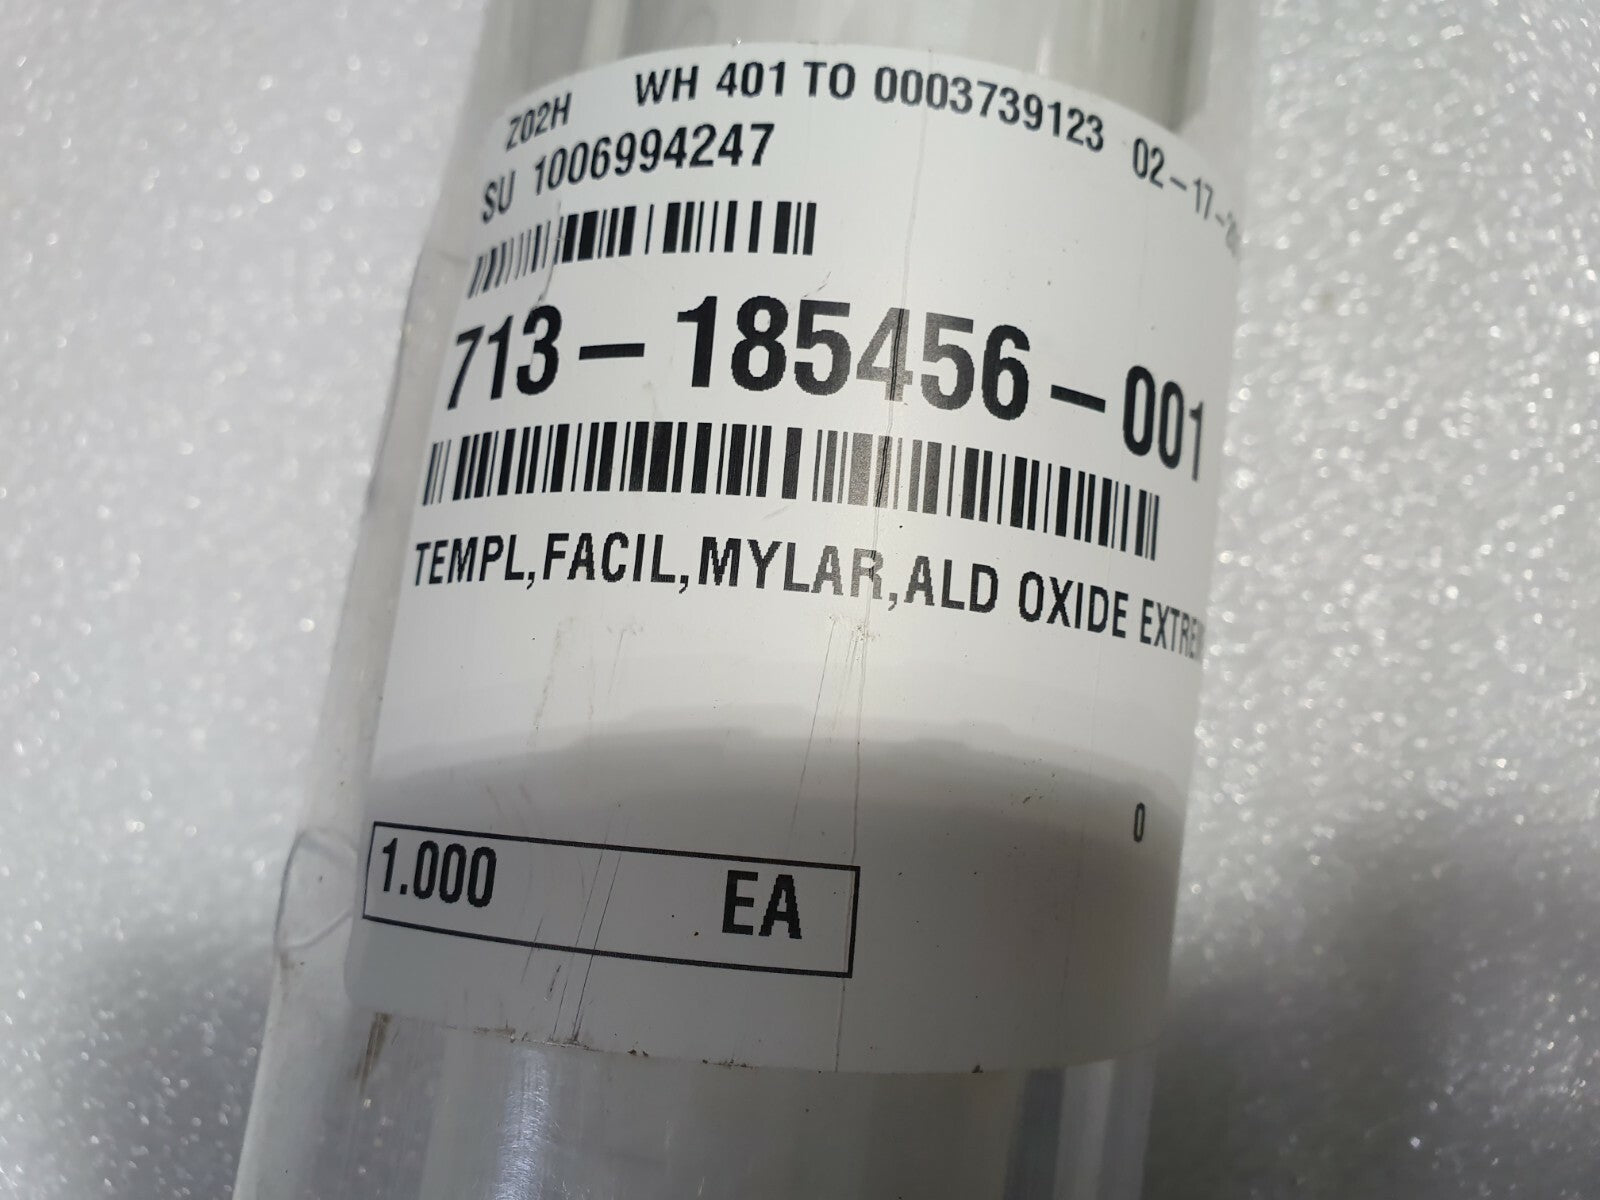 Z02H WH 401 TO 0003739123 02-17-
SU 1006994247
713-185456-001
TEMPL,FACIL,MYLAR,ALD OXIDE
0
1.000 EA